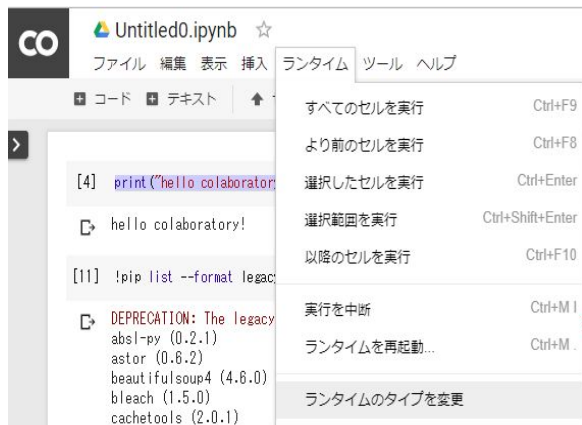 CO
Untitled0.ipynb
ファイル 編集 表示 挿入 ランタイム ツール ヘルプ
コード テキスト
すべてのセルを実行 Ctrl+F9
より前のセルを実行 Ctrl+F8
選択したセルを実行 Ctrl+Enter
選択範囲を実行 Ctrl+Shift+Enter
以降のセルを実行 Ctrl+F10
実行を中断 Ctrl+M I
ランタイムを再起動... Ctrl+M .
ランタイムのタイプを変更
[4] print("hello colaborator
hello colaboratory!
[11] !pip list --format legac
DEPRECATION: The legacy
absl-py (0.2.1)
astor (0.6.2)
beautifulsoup4 (4.6.0)
bleach (1.5.0)
cachetools (2.0.1)